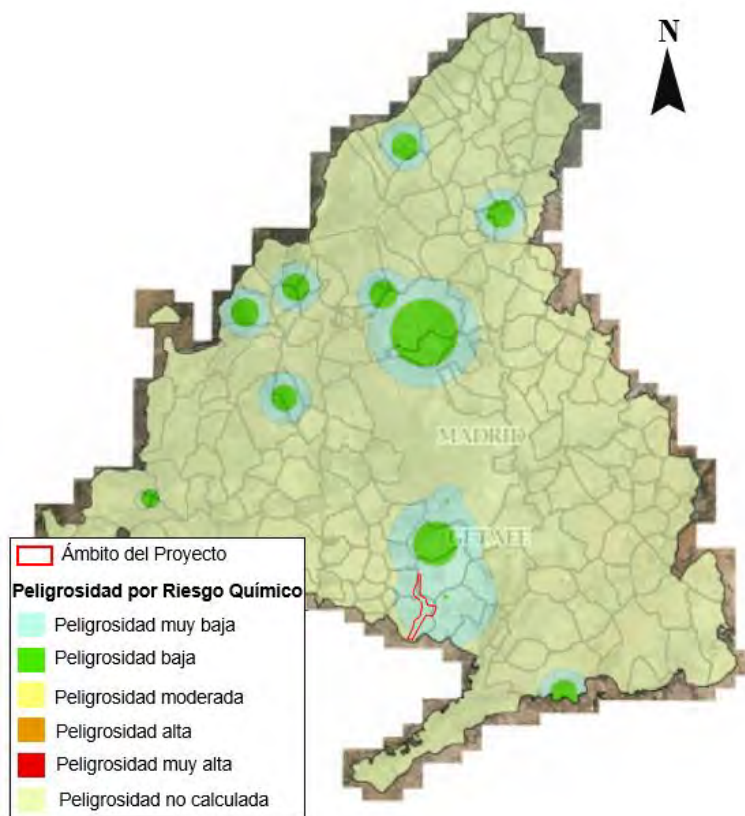 N
MADRID
GETAFE
Ámbito del Proyecto
Peligrosidad por Riesgo Químico
Peligrosidad muy baja
Peligrosidad baja
Peligrosidad moderada
Peligrosidad alta
Peligrosidad muy alta
Peligrosidad no calculada